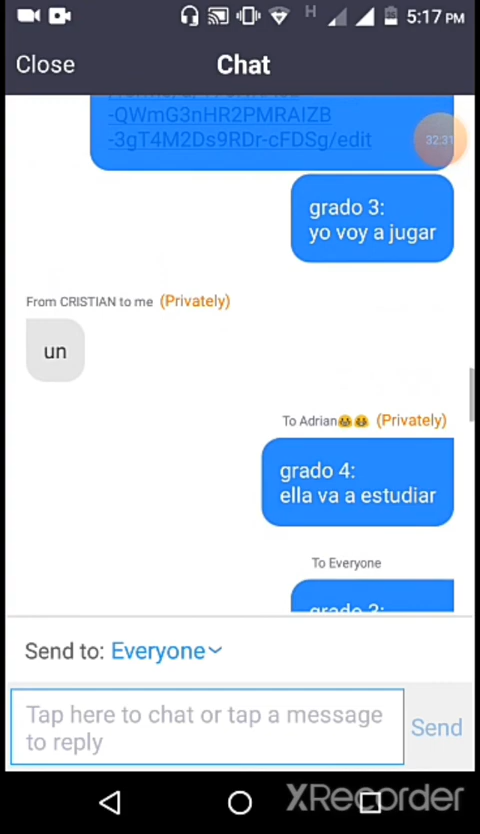 H 5:17 PM
Close Chat
-QWmG3nHR2PMRAIZB
-3gT4M2Ds9RDr-cFDSg/edit
32:31
grado 3:
yo voy a jugar
From CRISTIAN to me (Privately)
un
To Adrian😂😂 (Privately)
grado 4:
ella va a estudiar
To Everyone
grado 3:
Send to: Everyone
Tap here to chat or tap a message
to reply
Send
XRecorder